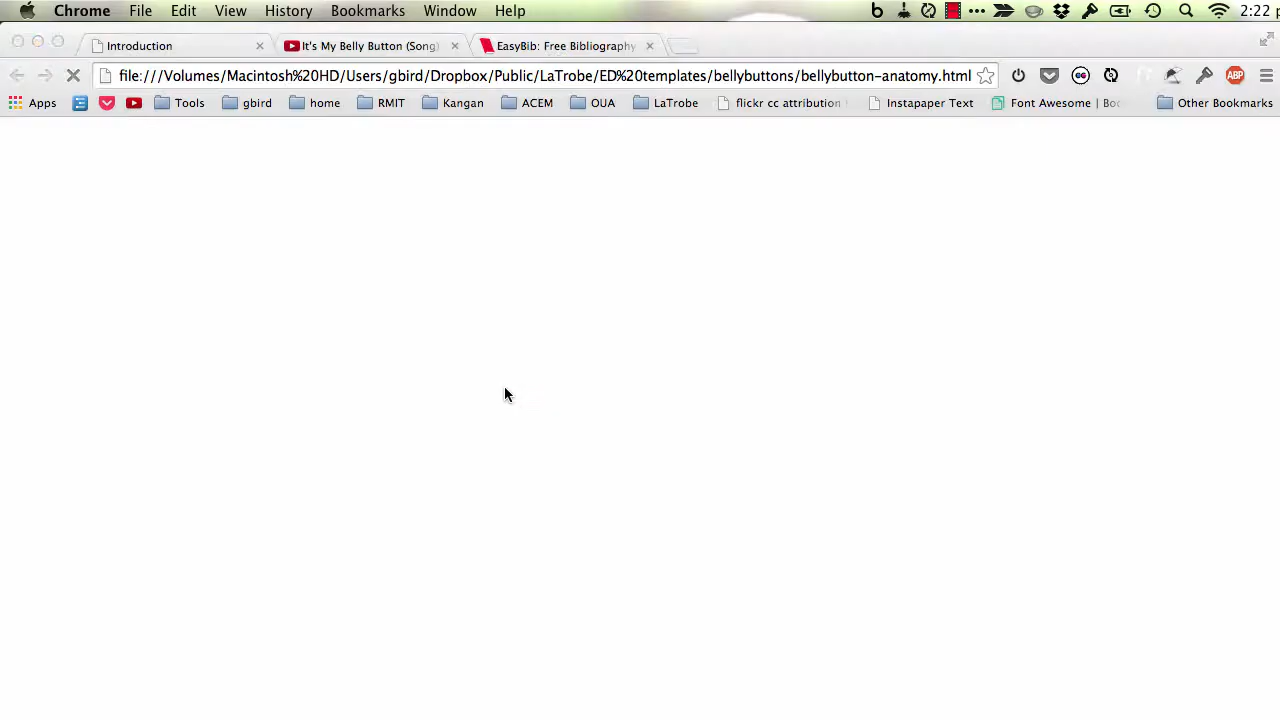 Chrome File Edit View History Bookmarks Window Help 2:22
Introduction It's My Belly Button (Song) EasyBib: Free Bibliography
file:///Volumes/Macintosh%20HD/Users/gbird/Dropbox/Public/LaTrobe/ED%20templates/bellybuttons/bellybutton-anatomy.html ABP
Apps Tools gbird home RMIT Kangan ACEM OUA LaTrobe flickr cc attribution Instapaper Text Font Awesome | Other Bookmarks